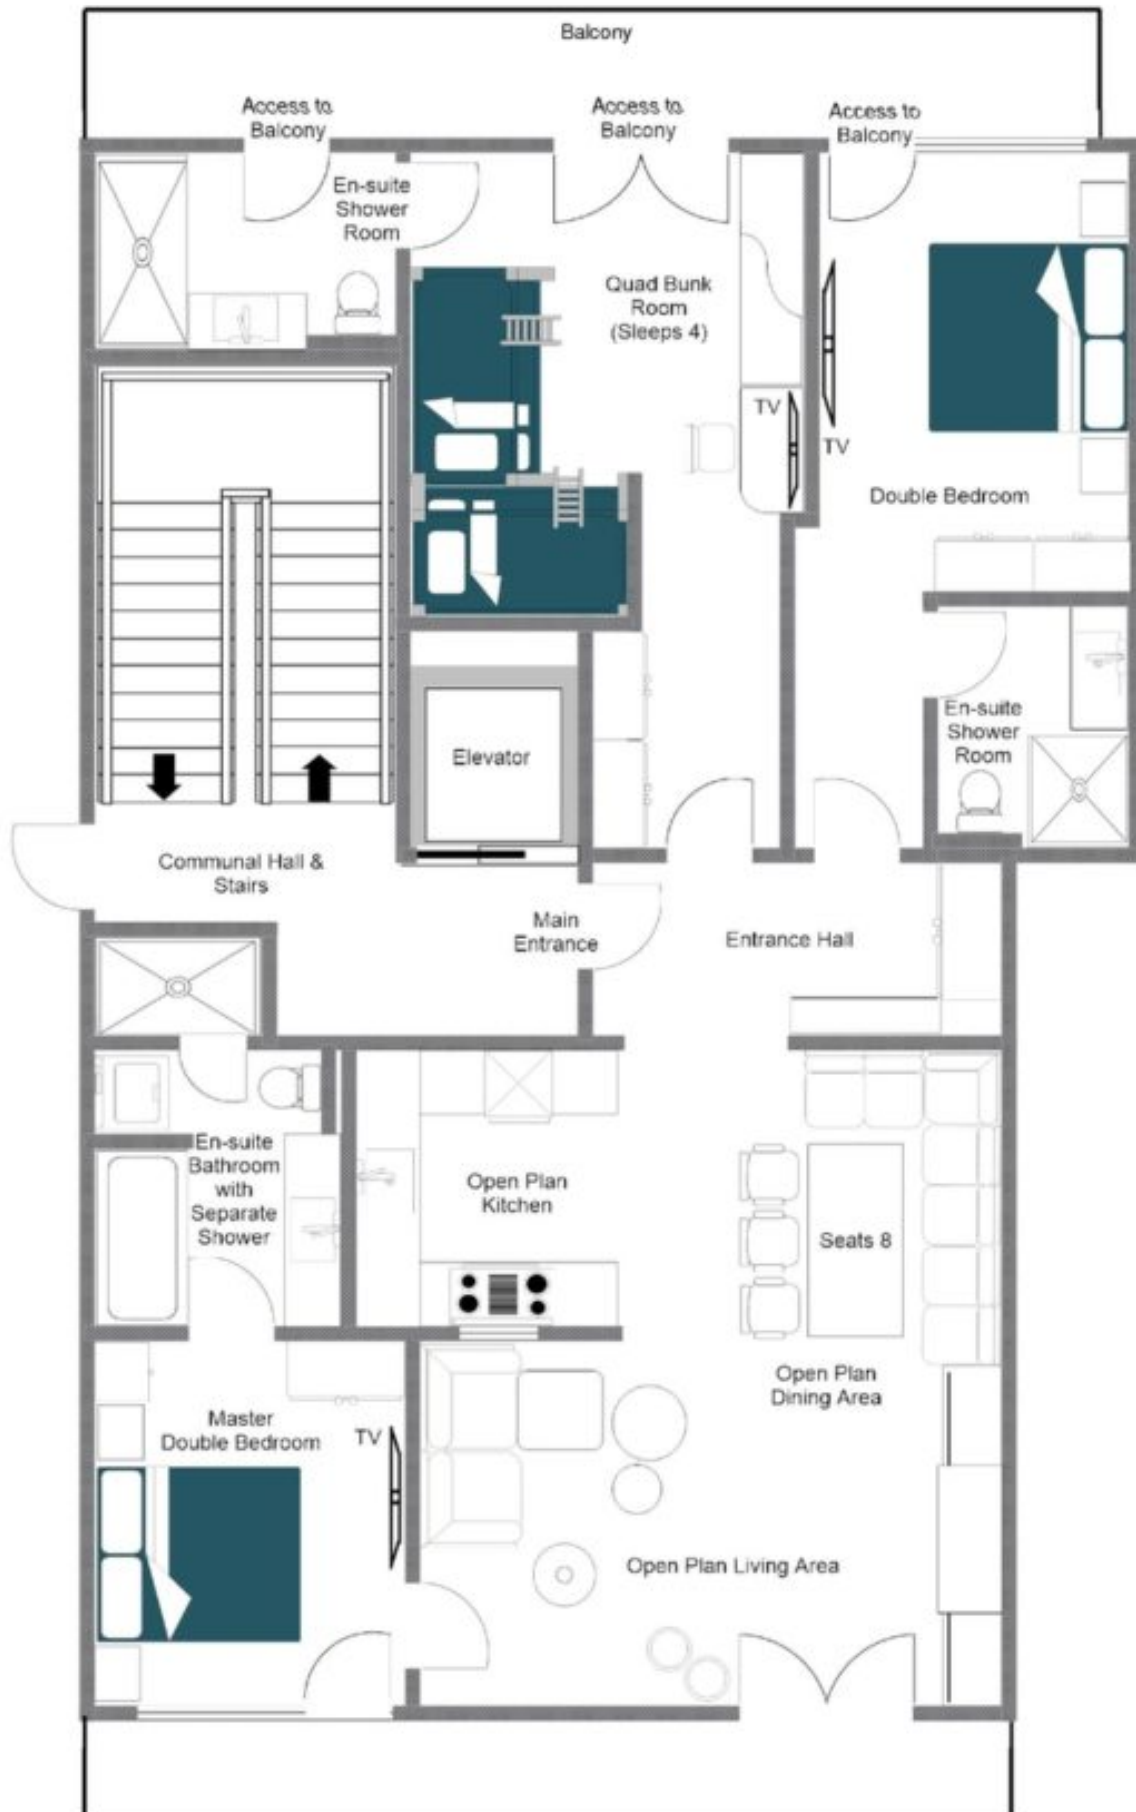 Balcony
Access to
Balcony
Access to
Balcony
Access to
Balcony
En-suite
Shower
Room
Quad Bunk
Room
(Sleeps 4)
TV
TV
Double Bedroom
En-suite
Shower
Room
Elevator
Communal Hall &
Stairs
Main
Entrance
Entrance Hall
En-suite
Bathroom
with
Separate
Shower
Open Plan
Kitchen
Seats 8
Open Plan
Dining Area
Master
Double Bedroom
TV
Open Plan Living Area